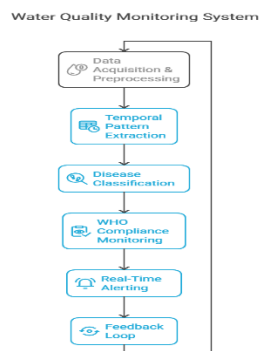 Water Quality Monitoring System
Data
Acquisition &
Preprocessing
Temporal
Pattern
Extraction
Disease
Classification
WHO
Compliance
Monitoring
Real-Time
Alerting
Feedback
Loop